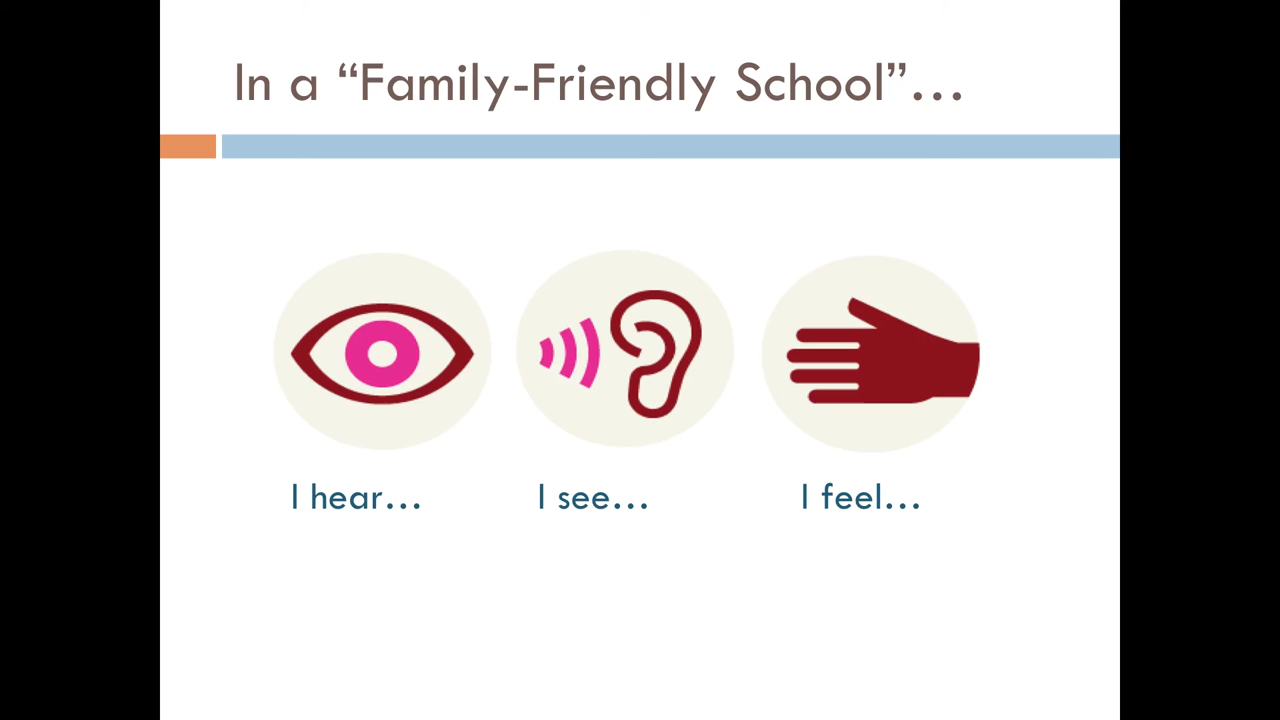 In a “Family-Friendly School”…
I hear…
I see…
I feel…